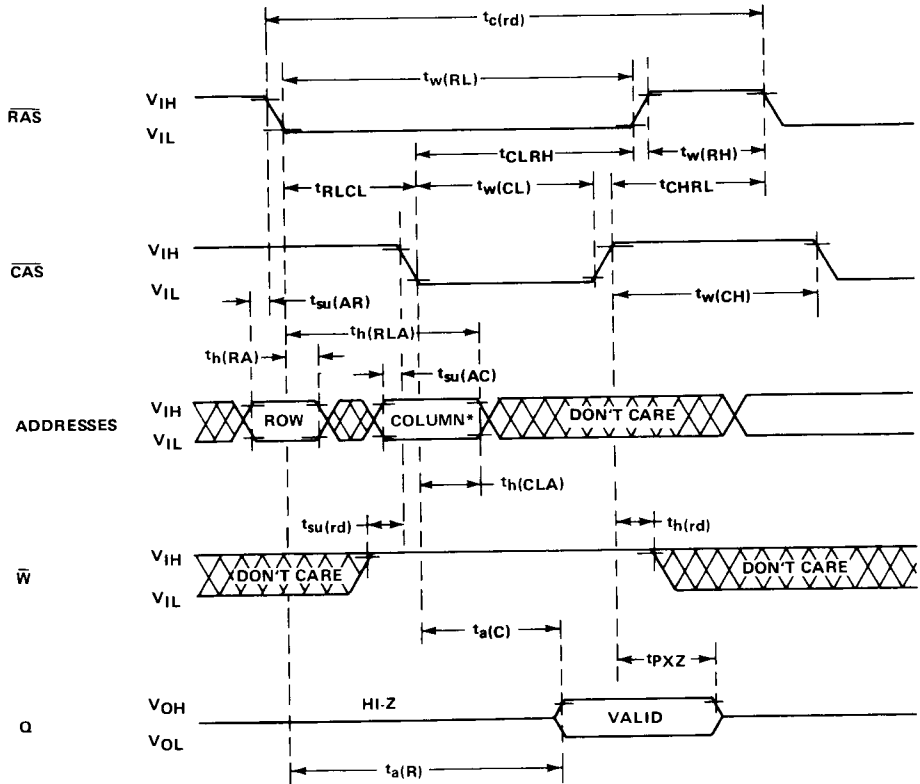 tc(rd)
tw(RL)
RAS
VIH
VIL
tCLRH
tw(RH)
tRLCL
tw(CL)
tCHRL
CAS
VIH
VIL
tsu(AR)
tw(CH)
th(RLA)
th(RA)
tsu(AC)
ADDRESSES
VIH
VIL
ROW
COLUMN*
DON'T CARE
th(CLA)
tsu(rd)
th(rd)
W
VIH
VIL
DON'T CARE
DON'T CARE
ta(C)
tPXZ
Q
VOH
VOL
HI-Z
VALID
ta(R)